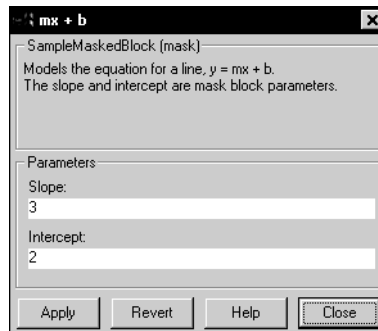 mx + b
SampleMaskedBlock (mask)
Models the equation for a line, y = mx + b.
The slope and intercept are mask block parameters.
Parameters
Slope:
3
Intercept:
2
Apply Revert Help Close